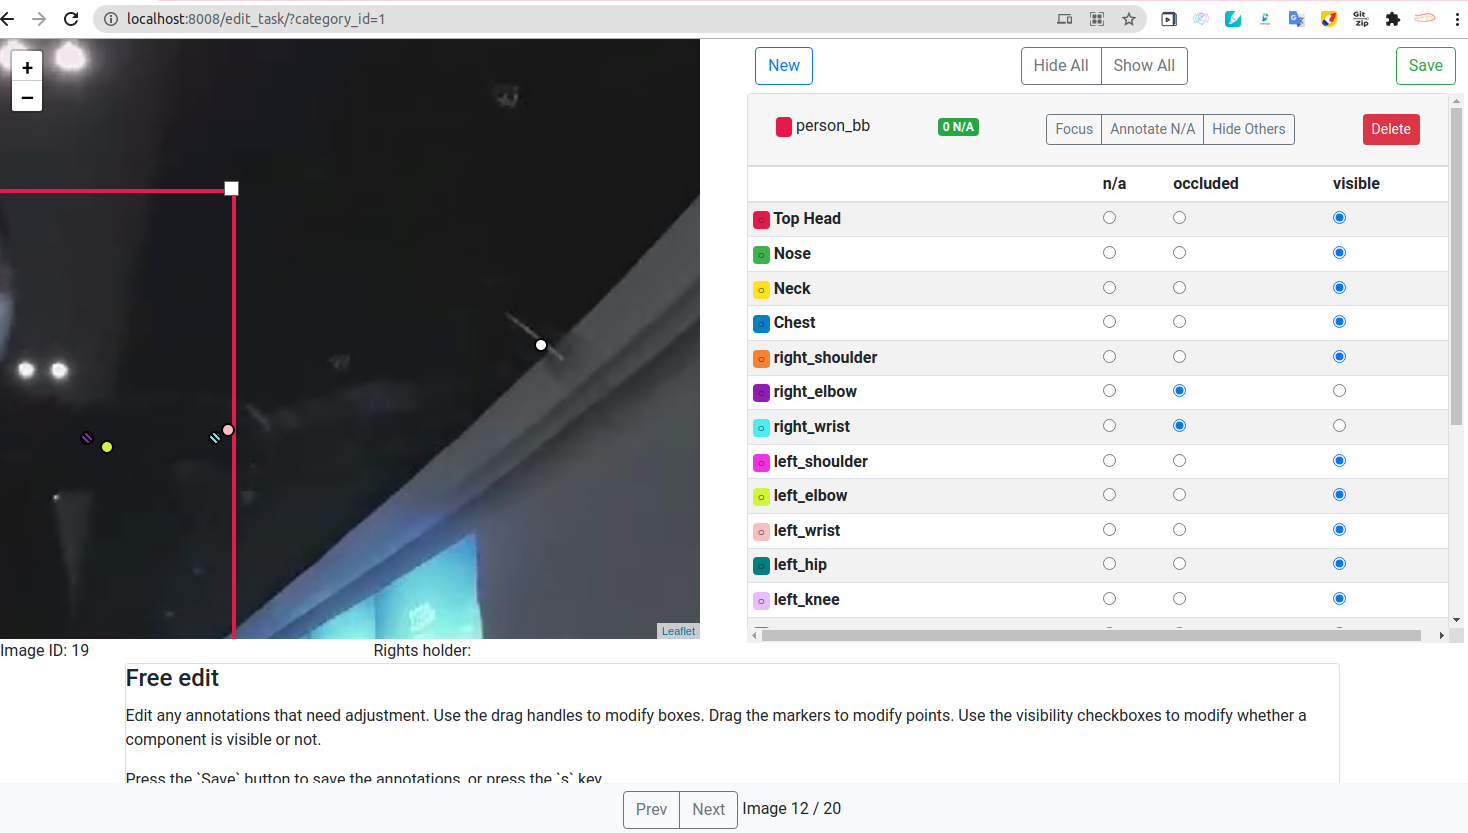 localhost:8008/edit_task/?category_id=1
Git
Zip
+
−
New
Hide All
Show All
Save
person_bb
0 N/A
Focus
Annotate N/A
Hide Others
Delete
n/a occluded visible
Top Head
Nose
Neck
Chest
right_shoulder
right_elbow
right_wrist
left_shoulder
left_elbow
left_wrist
left_hip
left_knee
Leaflet
Image ID: 19
Rights holder:
Free edit
Edit any annotations that need adjustment. Use the drag handles to modify boxes. Drag the markers to modify points. Use the visibility checkboxes to modify whether a
component is visible or not.
Press the `Save` button to save the annotations, or press the `s` key
Prev
Next
Image 12 / 20